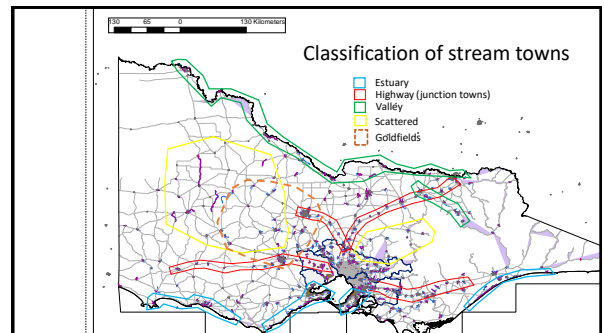 130 65 0 130 Kilometers
Classification of stream towns
Estuary
Highway (junction towns)
Valley
Scattered
Goldfields